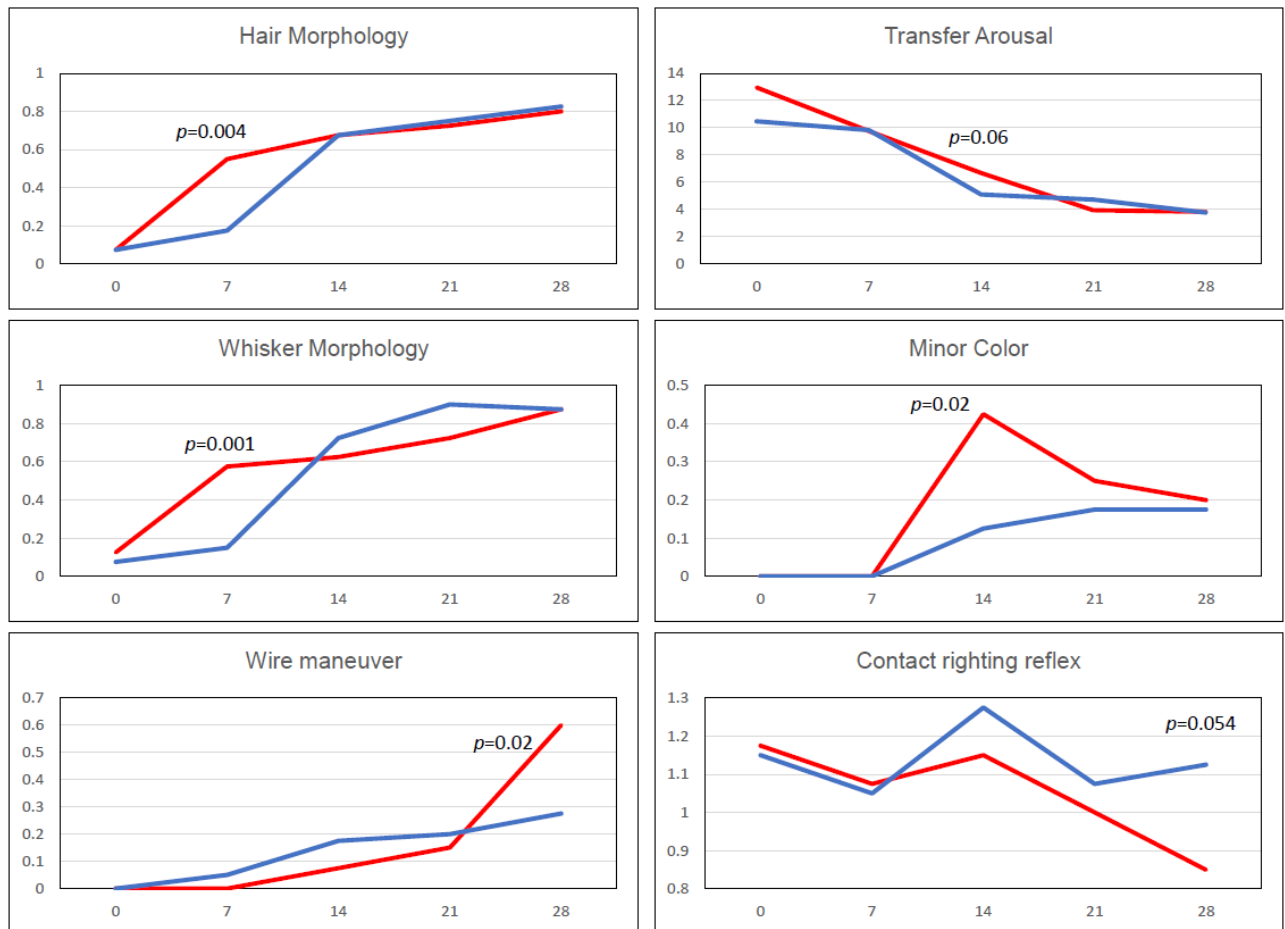 Hair Morphology
1
0.8
0.6
0.4
0.2
0
p=0.004
0 7 14 21 28
Transfer Arousal
14
12
10
8
6
4
2
0
p=0.06
0 7 14 21 28
Whisker Morphology
1
0.8
0.6
0.4
0.2
0
p=0.001
0 7 14 21 28
Minor Color
0.5
0.4
0.3
0.2
0.1
0
p=0.02
0 7 14 21 28
Wire maneuver
0.7
0.6
0.5
0.4
0.3
0.2
0.1
0
p=0.02
0 7 14 21 28
Contact righting reflex
1.3
1.2
1.1
1
0.9
0.8
p=0.054
0 7 14 21 28